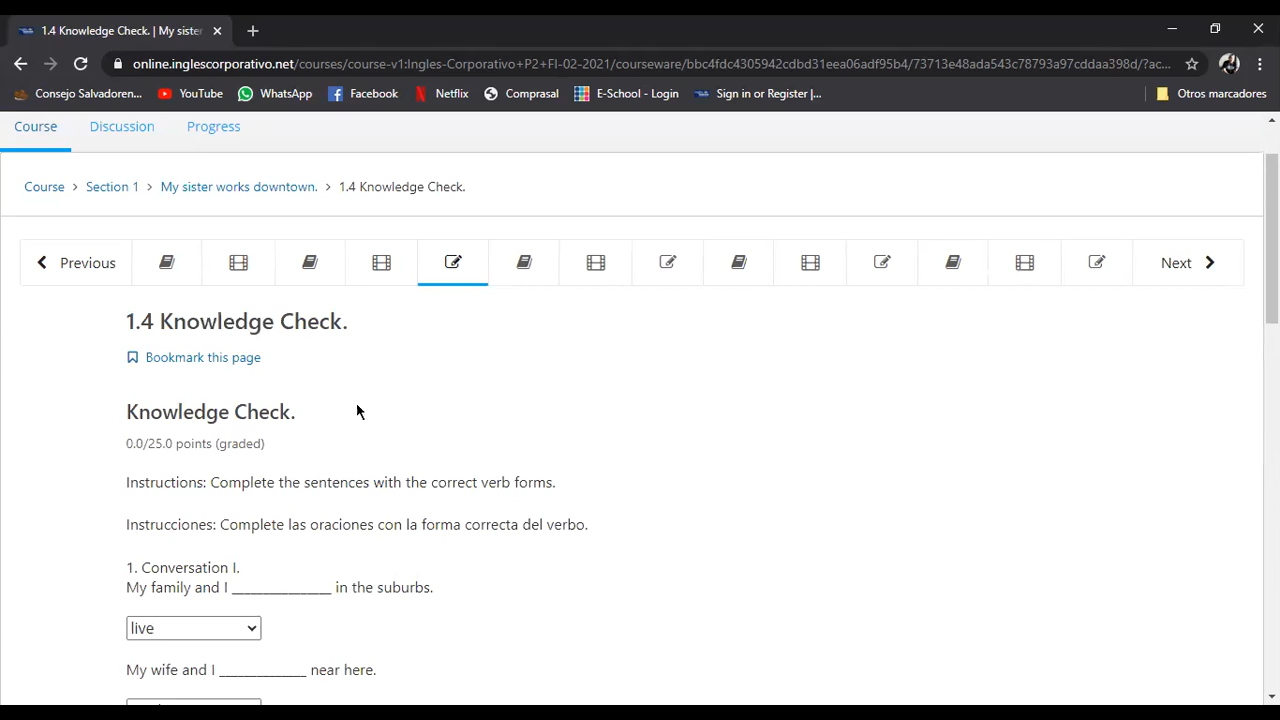 1.4 Knowledge Check. | My siste
online.inglescorporativo.net/courses/course-v1:Ingles-Corporativo+P2+FI-02-2021/courseware/bbc4fdc4305942cdbd31eea06adf95b4/73713e48ada543c78793a97cddaa398d/?ac...
Consejo Salvadoren... YouTube WhatsApp Facebook Netflix Comprasal E-School - Login Sign in or Register |... Otros marcadores
Course Discussion Progress
Course > Section 1 > My sister works downtown. > 1.4 Knowledge Check.
Previous Next
1.4 Knowledge Check.
Bookmark this page
Knowledge Check.
0.0/25.0 points (graded)
Instructions: Complete the sentences with the correct verb forms.
Instrucciones: Complete las oraciones con la forma correcta del verbo.
1. Conversation I.
My family and I ______________ in the suburbs.
live
My wife and I ____________ near here.